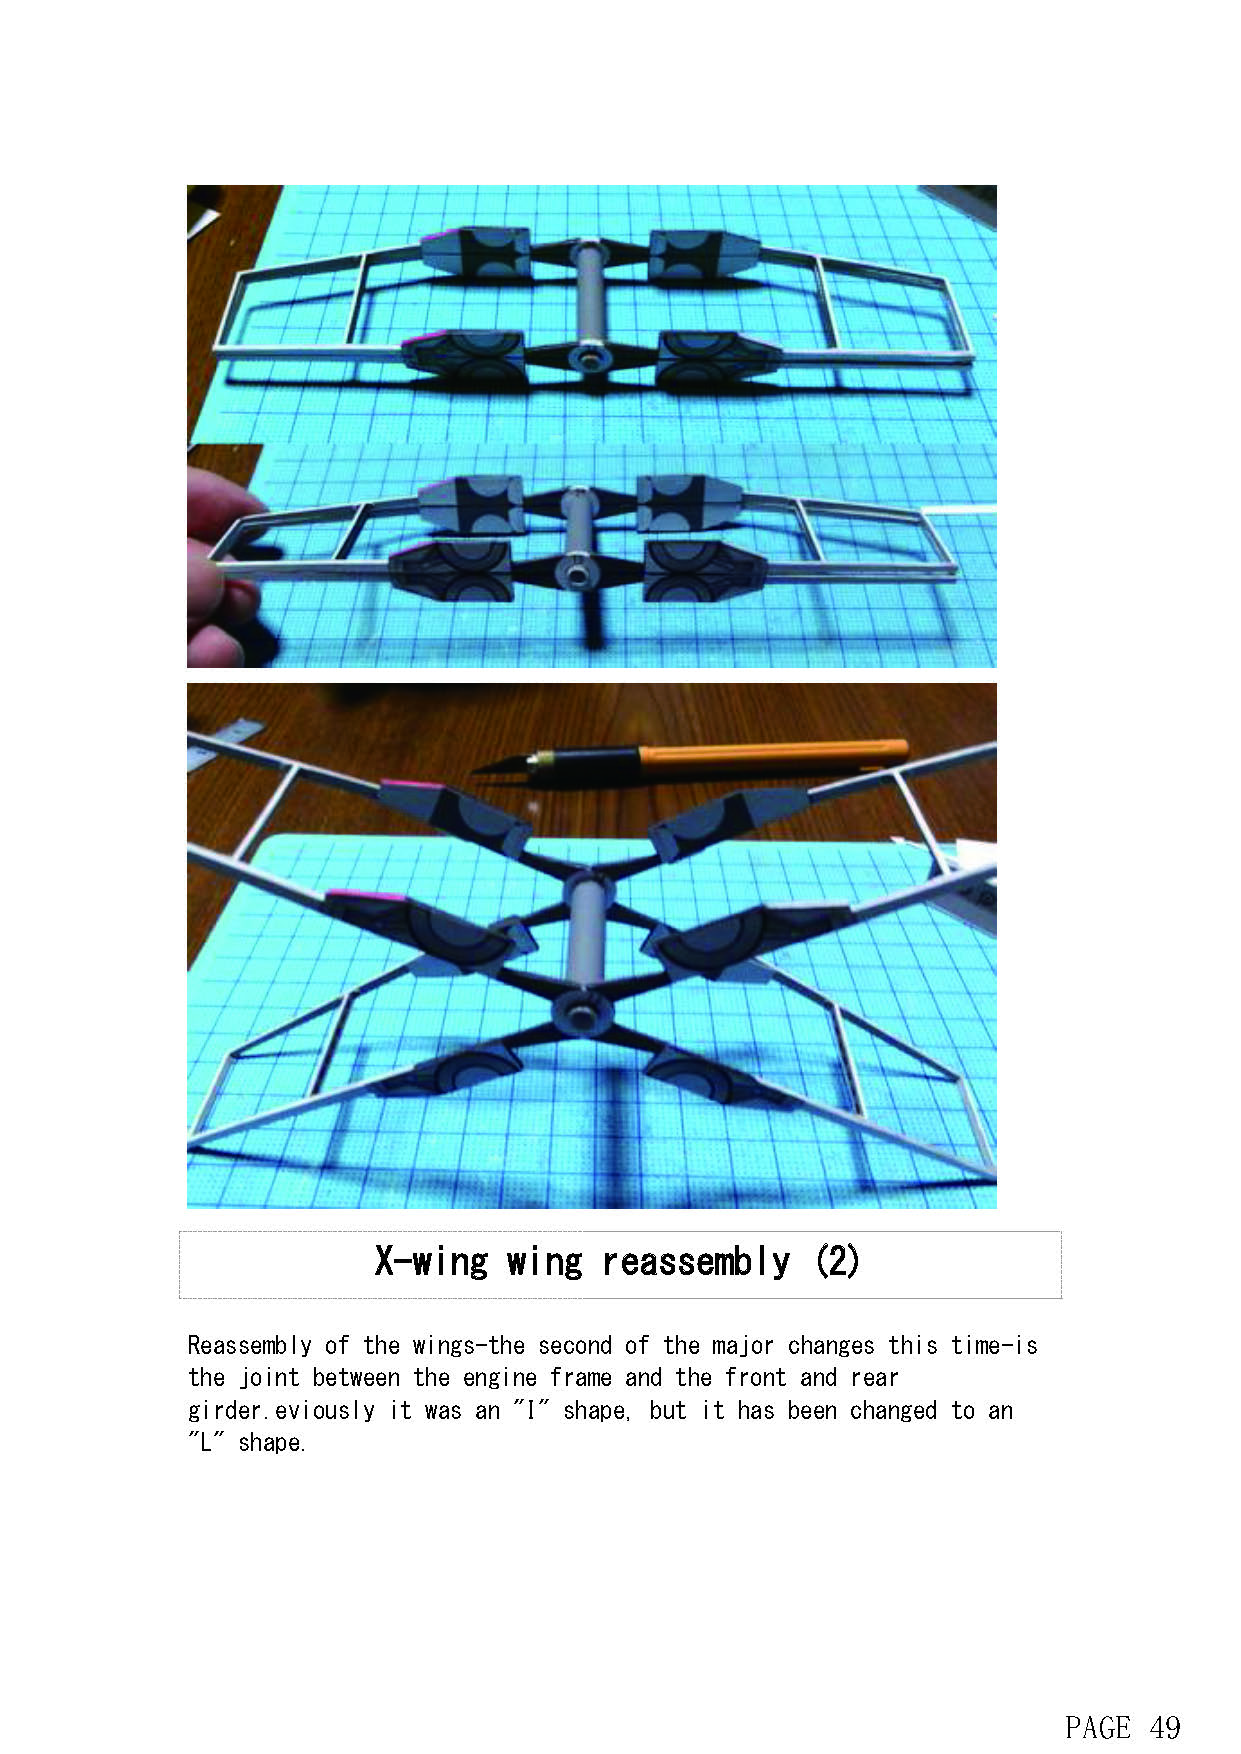 X-wing wing reassembly (2)
Reassembly of the wings-the second of the major changes this time-is
the joint between the engine frame and the front and rear
girder.eviously it was an "I" shape, but it has been changed to an
"L" shape.
PAGE 49